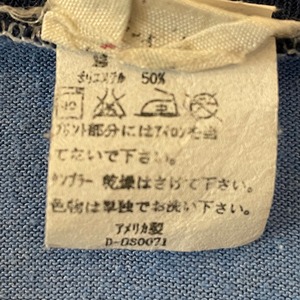 綿
ポリエステル 50%
プリント部分にはアイロンを当
てないで下さい。
タンブラー乾燥はさけて下さい。
色物は単独でお洗い下さい。
アメリカ製
D-GS0071